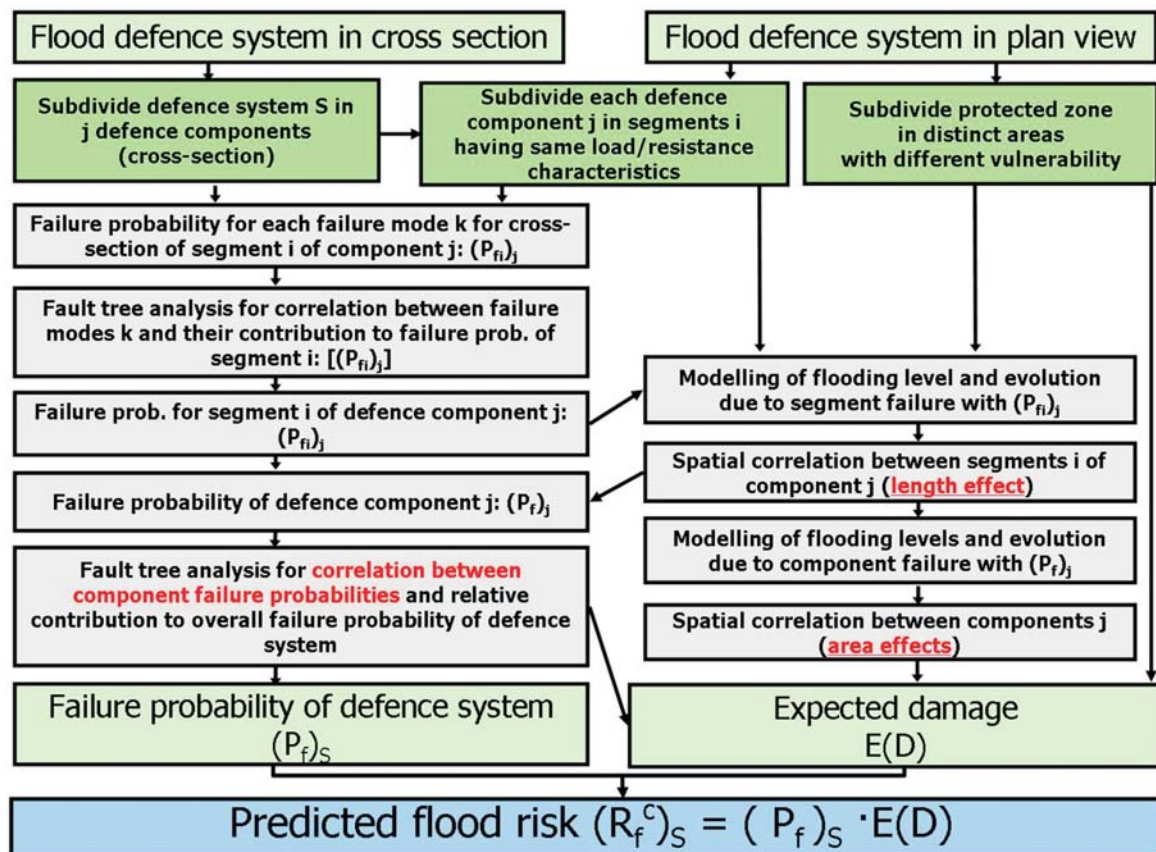 Flood defence system in cross section
Flood defence system in plan view
Subdivide defence system S in
j defence components
(cross-section)
Subdivide each defence
component j in segments i
having same load/resistance
characteristics
Subdivide protected zone
in distinct areas
with different vulnerability
Failure probability for each failure mode k for cross-
section of segment i of component j: (Pfi)j
Fault tree analysis for correlation between failure
modes k and their contribution to failure prob. of
segment i: [(Pfi)j]
Failure prob. for segment i of defence component j:
(Pfi)j
Failure probability of defence component j: (Pf)j
Fault tree analysis for correlation between
component failure probabilities and relative
contribution to overall failure probability of defence
system
Modelling of flooding level and evolution
due to segment failure with (Pfi)j
Spatial correlation between segments i of
component j (length effect)
Modelling of flooding levels and evolution
due to component failure with (Pf)j
Spatial correlation between components j
(area effects)
Failure probability of defence system
(Pf)S
Expected damage
E(D)
Predicted flood risk (Rfc)S = ( Pf )S ·E(D)